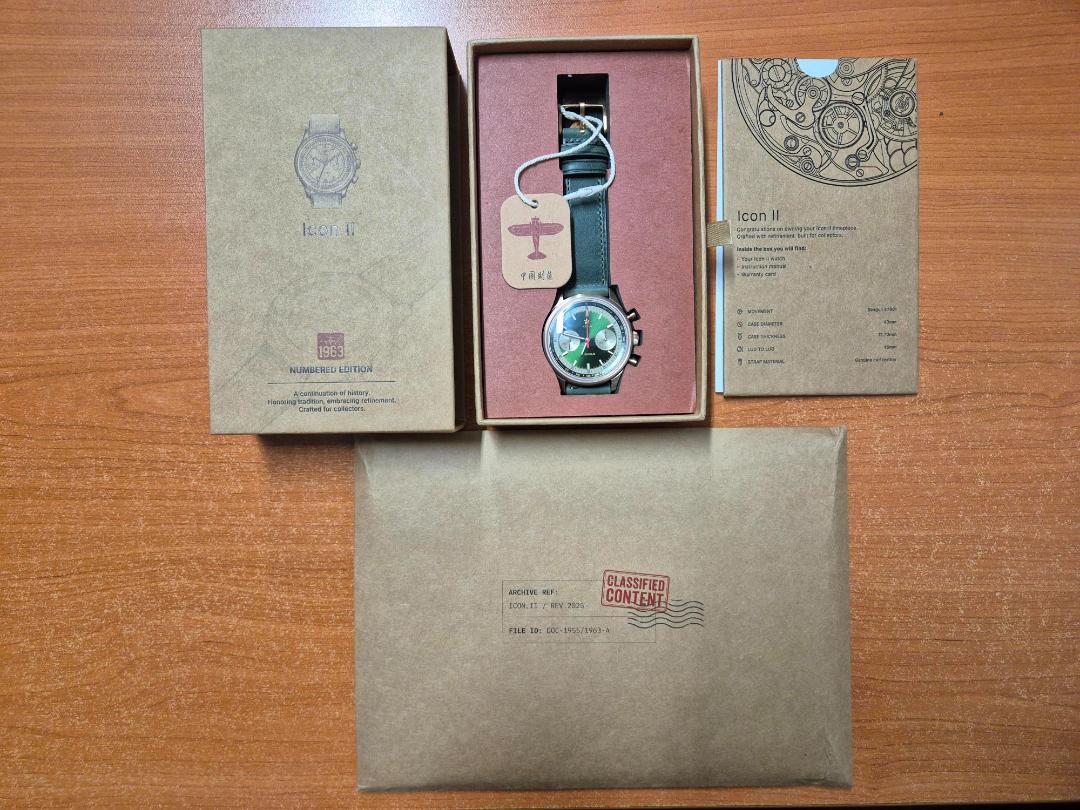 Icon II
1963
NUMBERED EDITION
A continuation of history.
Honoring tradition, embracing refinement.
Crafted for collectors.
中国制造
Icon II
Congratulations on owning your Icon II timepiece.
Crafted with refinement, built for collectors.
Inside the box you will find:
- Your Icon II watch
- Instruction manual
- Warranty card
MOVEMENT
CASE DIAMETER
CASE THICKNESS
LUG TO LUG
STRAP MATERIAL
Genuine calf leather
ARCHIVE REF:
ICON.II / REV 2025
FILE ID: DOC-1955/1963-A
CLASSIFIED
CONTENT